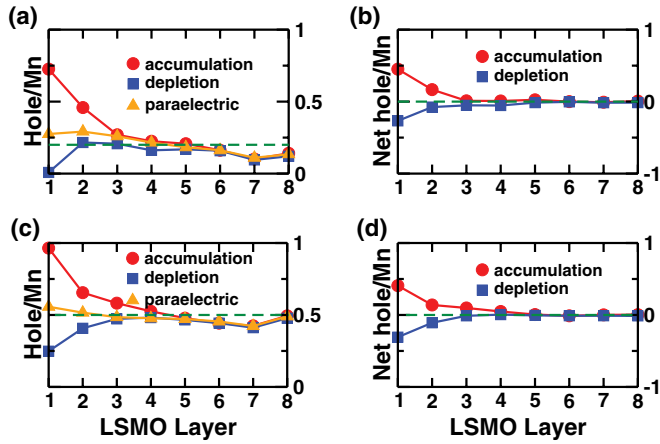 (a)
Hole/Mn
accumulation
depletion
paraelectric
1
0.5
0
1 2 3 4 5 6 7 8
(b)
Net hole/Mn
accumulation
depletion
1
0
-1
1 2 3 4 5 6 7 8
(c)
Hole/Mn
accumulation
depletion
paraelectric
1
0.5
0
1 2 3 4 5 6 7 8
LSMO Layer
(d)
Net hole/Mn
accumulation
depletion
1
0
-1
1 2 3 4 5 6 7 8
LSMO Layer